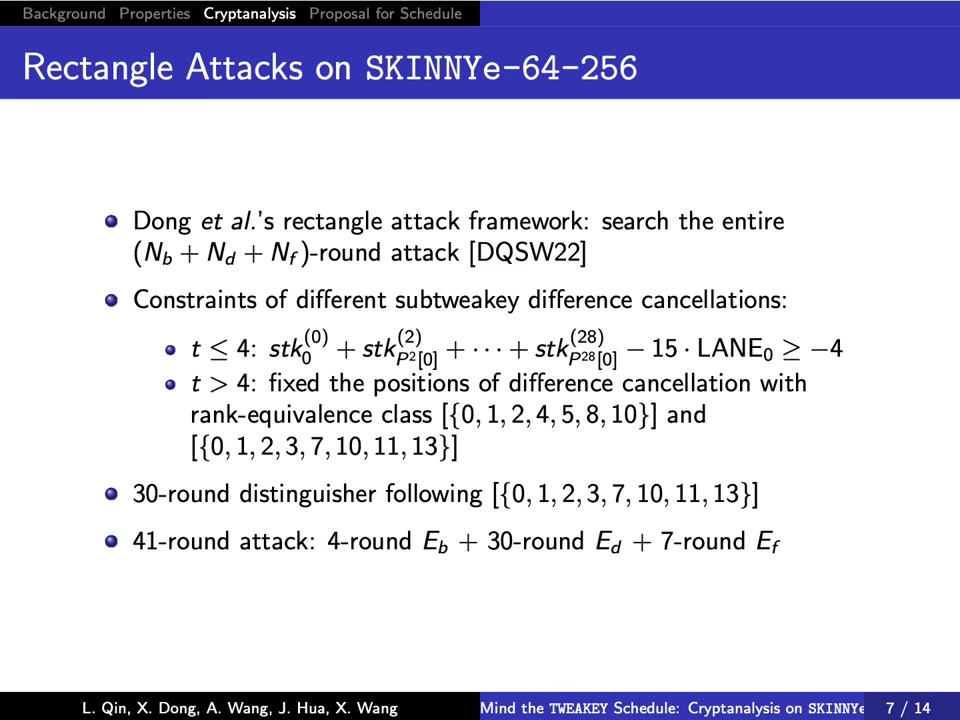 Background Properties Cryptanalysis Proposal for Schedule
Rectangle Attacks on SKINNYe-64-256
Dong et al.'s rectangle attack framework: search the entire
(N_b + N_d + N_f)-round attack [DQSW22]
Constraints of different subtweakey difference cancellations:
t ≤ 4: stk_0^{(0)} + stk_{P^2[0]}^{(2)} + ⋯ + stk_{P^{28}[0]}^{(28)} − 15 · LANE_0 ≥ −4
t > 4: fixed the positions of difference cancellation with
rank-equivalence class [{0, 1, 2, 4, 5, 8, 10}] and
[{0, 1, 2, 3, 7, 10, 11, 13}]
30-round distinguisher following [{0, 1, 2, 3, 7, 10, 11, 13}]
41-round attack: 4-round E_b + 30-round E_d + 7-round E_f
L. Qin, X. Dong, A. Wang, J. Hua, X. Wang
Mind the TWEAKEY Schedule: Cryptanalysis on SKINNYe
7 / 14